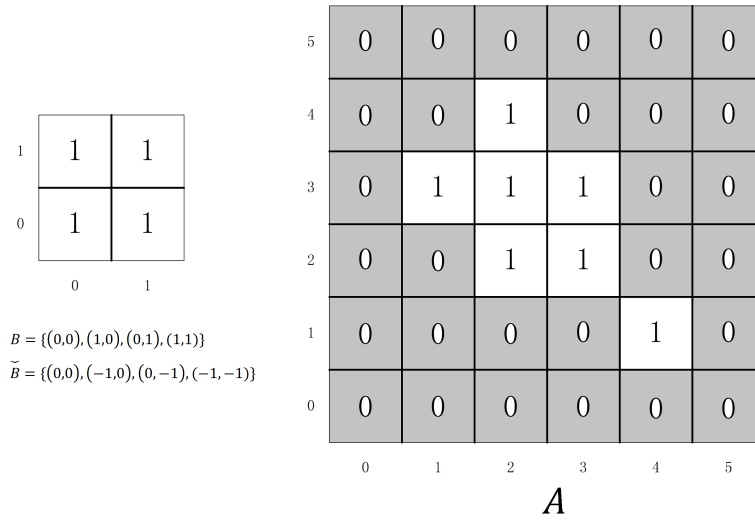 1 1 1
0 1 1
0 1
B = {(0,0), (1,0), (0,1), (1,1)}
B̆ = {(0,0), (−1,0), (0, −1), (−1, −1)}
5 0 0 0 0 0 0
4 0 0 1 0 0 0
3 0 1 1 1 0 0
2 0 0 1 1 0 0
1 0 0 0 0 1 0
0 0 0 0 0 0 0
0 1 2 3 4 5
A